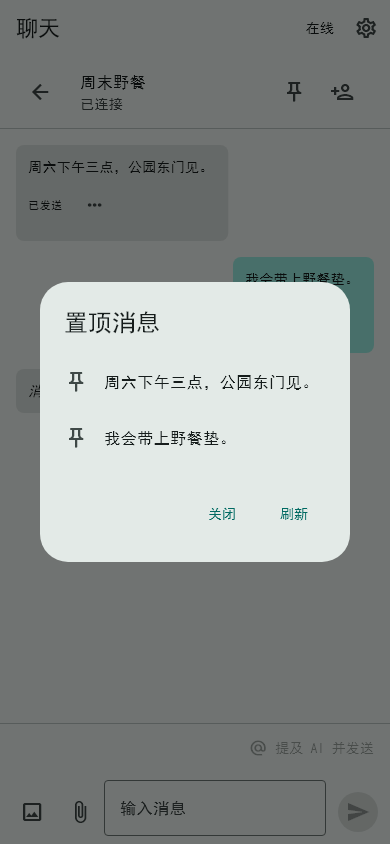 聊天
在线
周末野餐
已连接
周六下午三点，公园东门见。
已发送
我会带上野餐垫。
置顶消息
周六下午三点，公园东门见。
我会带上野餐垫。
关闭
刷新
提及 AI 并发送
输入消息